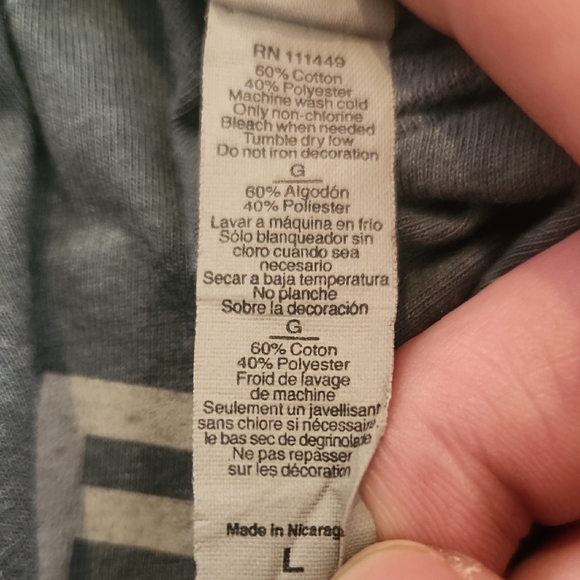 RN 111449
60% Cotton
40% Polyester
Machine wash cold
Only non-chlorine
Bleach when needed
Tumble dry low
Do not iron decoration
G
60% Algodón
40% Poliester
Lavar a máquina en frio
Sólo blanqueador sin
cloro cuando sea
necesario
Secar a baja temperatura
No planche
Sobre la decoración
G
60% Coton
40% Polyester
Froid de lavage
de machine
Seulement un javellisant
sans chlore si nécessaire,
le bas sec de degrinolade
Ne pas repasser
sur les décoration
Made in Nicarag
L